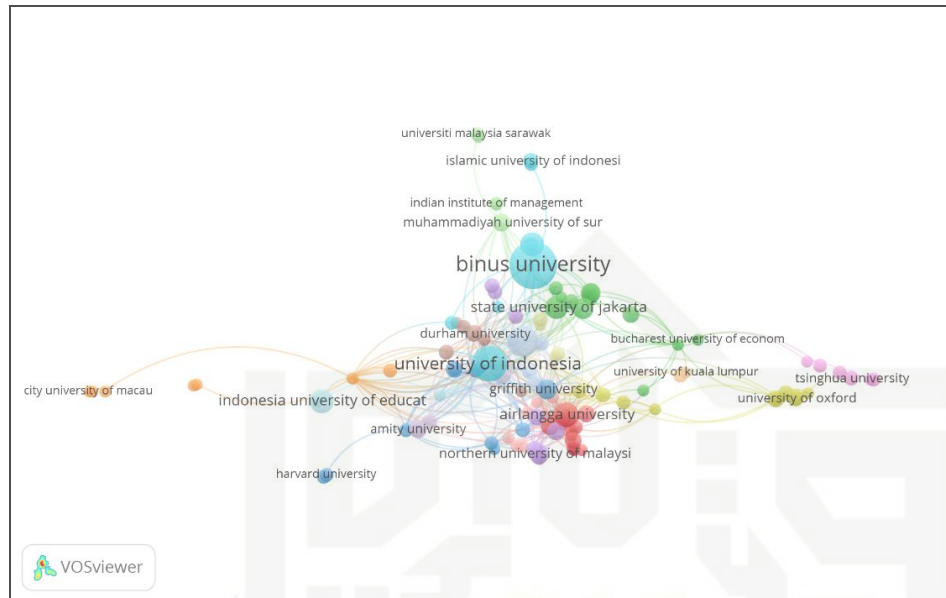 universiti malaysia sarawak
islamic university of indonesi
indian institute of management
muhammadiyah university of sur
binus university
state university of jakarta
durham university
bucharest university of econom
university of indonesia
university of kuala lumpur
tsinghua university
city university of macau
griffith university
indonesia university of educat
university of oxford
airlangga university
amity university
northern university of malaysi
harvard university
VOSviewer